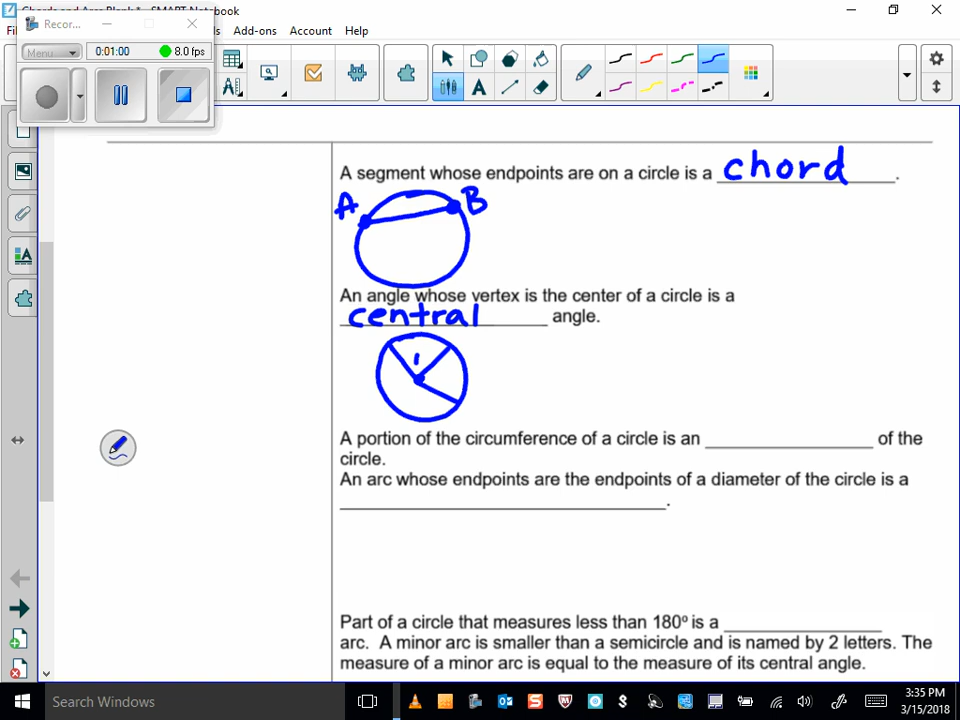 Chords and Arcs Blank* - SMART Notebook
Recor...
Add-ons Account Help
Menu 0:01:00 8.0 fps
A segment whose endpoints are on a circle is a chord.
A B
An angle whose vertex is the center of a circle is a
central angle.
1
A portion of the circumference of a circle is an of the
circle.
An arc whose endpoints are the endpoints of a diameter of the circle is a
.
Part of a circle that measures less than 180º is a
arc. A minor arc is smaller than a semicircle and is named by 2 letters. The
measure of a minor arc is equal to the measure of its central angle.
Search Windows
3:35 PM
3/15/2018